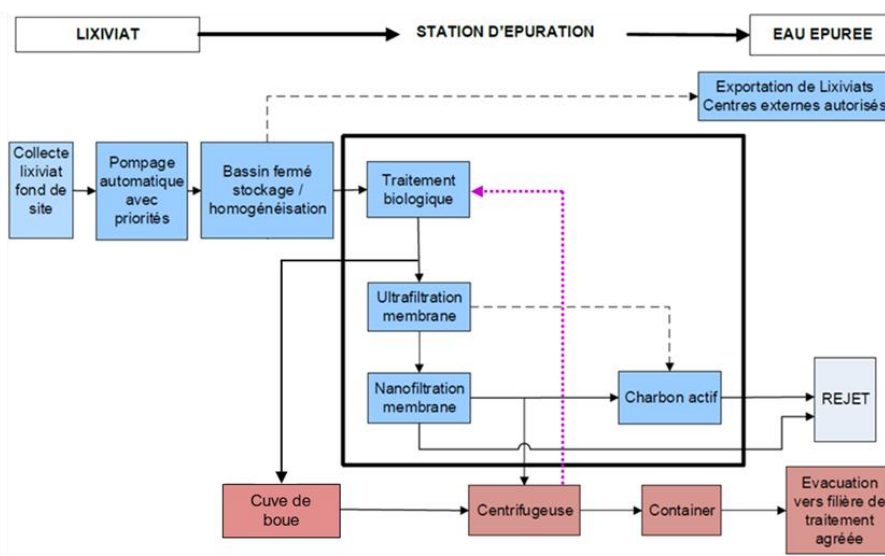 LIXIVIAT
STATION D'EPURATION
EAU EPUREE
Exportation de Lixiviats
Centres externes autorisés
Collecte
lixiviat
fond de
site
Pompage
automatique
avec
priorités
Bassin fermé
stockage /
homogénéisation
Traitement
biologique
Ultrafiltration
membrane
Nanofiltration
membrane
Charbon actif
REJET
Cuve de
boue
Centrifugeuse
Container
Evacuation
vers filière de
traitement
agréée